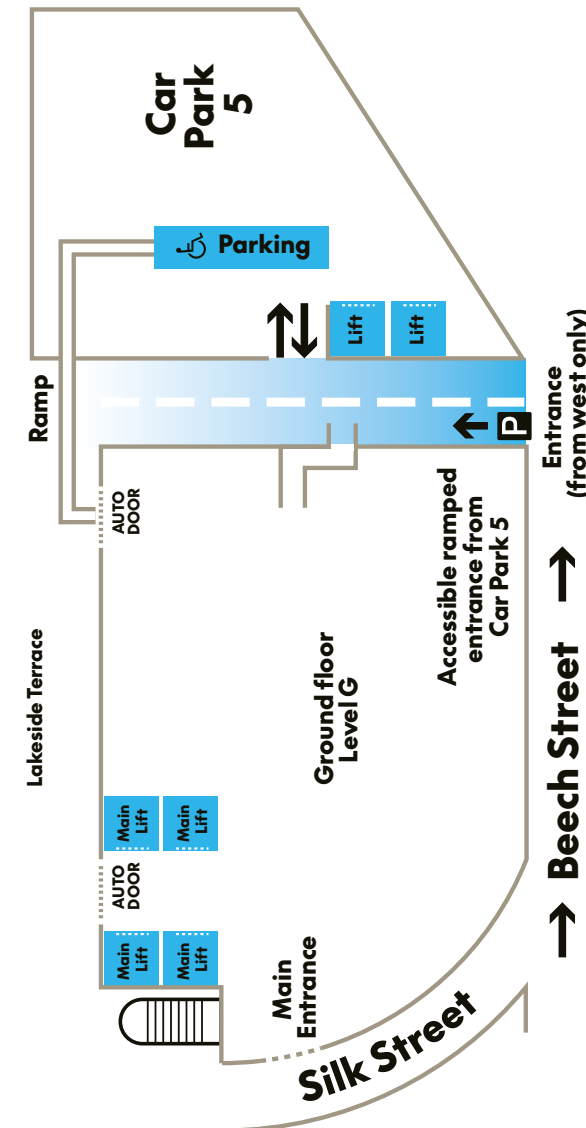 Car
Park
5
Parking
Lift
Lift
Ramp
P
Entrance
(from west only)
AUTO
DOOR
Accessible ramped
entrance from
Car Park 5
Lakeside Terrace
Ground floor
Level G
Beech Street
Main
Lift
Main
Lift
AUTO
DOOR
Main
Lift
Main
Lift
Main
Entrance
Silk Street